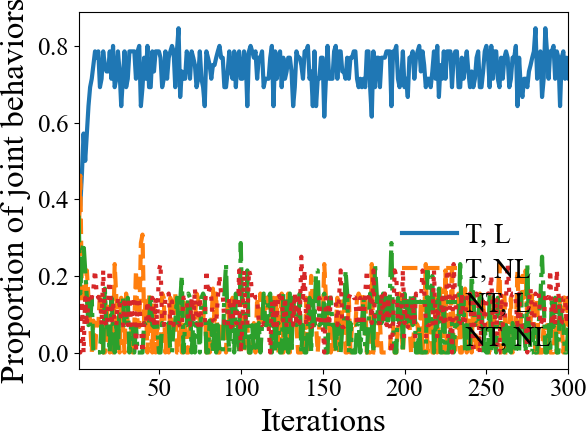 Proportion of joint behaviors
0.8
0.6
0.4
0.2
0.0
T, L
T, NL
NT, L
NT, NL
50
100
150
200
250
300
Iterations